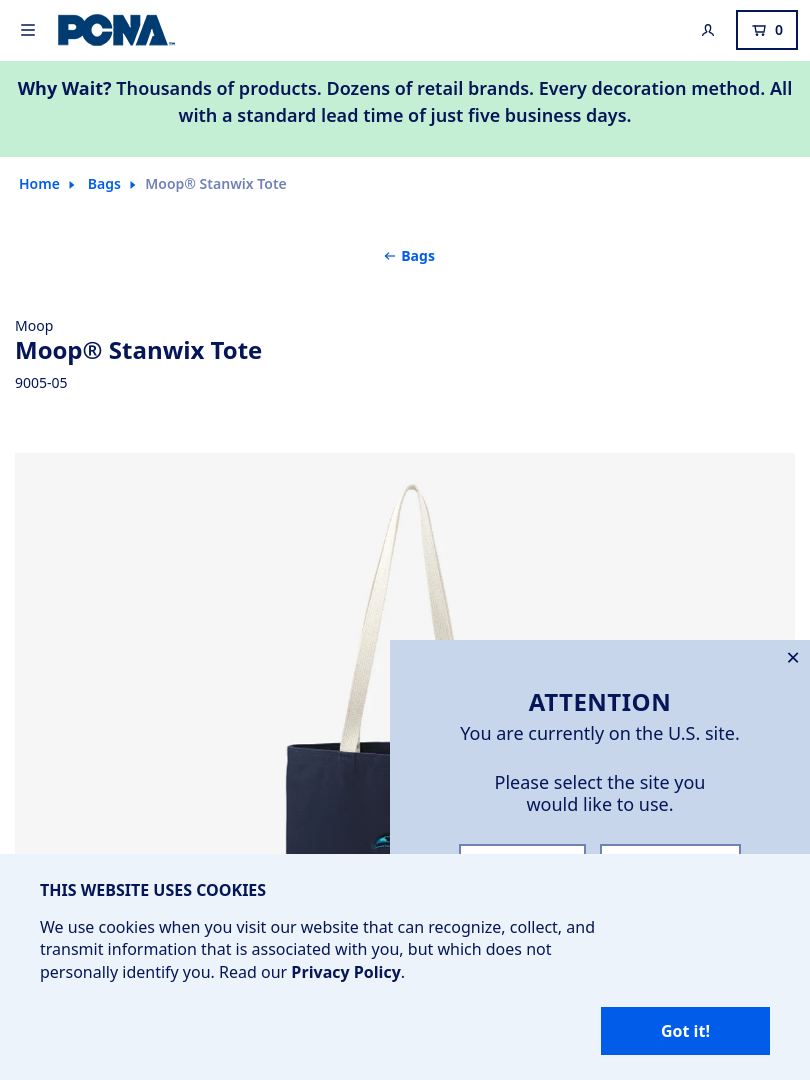 PCNA™
0
Why Wait? Thousands of products. Dozens of retail brands. Every decoration method. All
with a standard lead time of just five business days.
Home Bags Moop® Stanwix Tote
Bags
Moop
Moop® Stanwix Tote
9005-05
ATTENTION
You are currently on the U.S. site.
Please select the site you
would like to use.
THIS WEBSITE USES COOKIES
We use cookies when you visit our website that can recognize, collect, and
transmit information that is associated with you, but which does not
personally identify you. Read our Privacy Policy.
Got it!